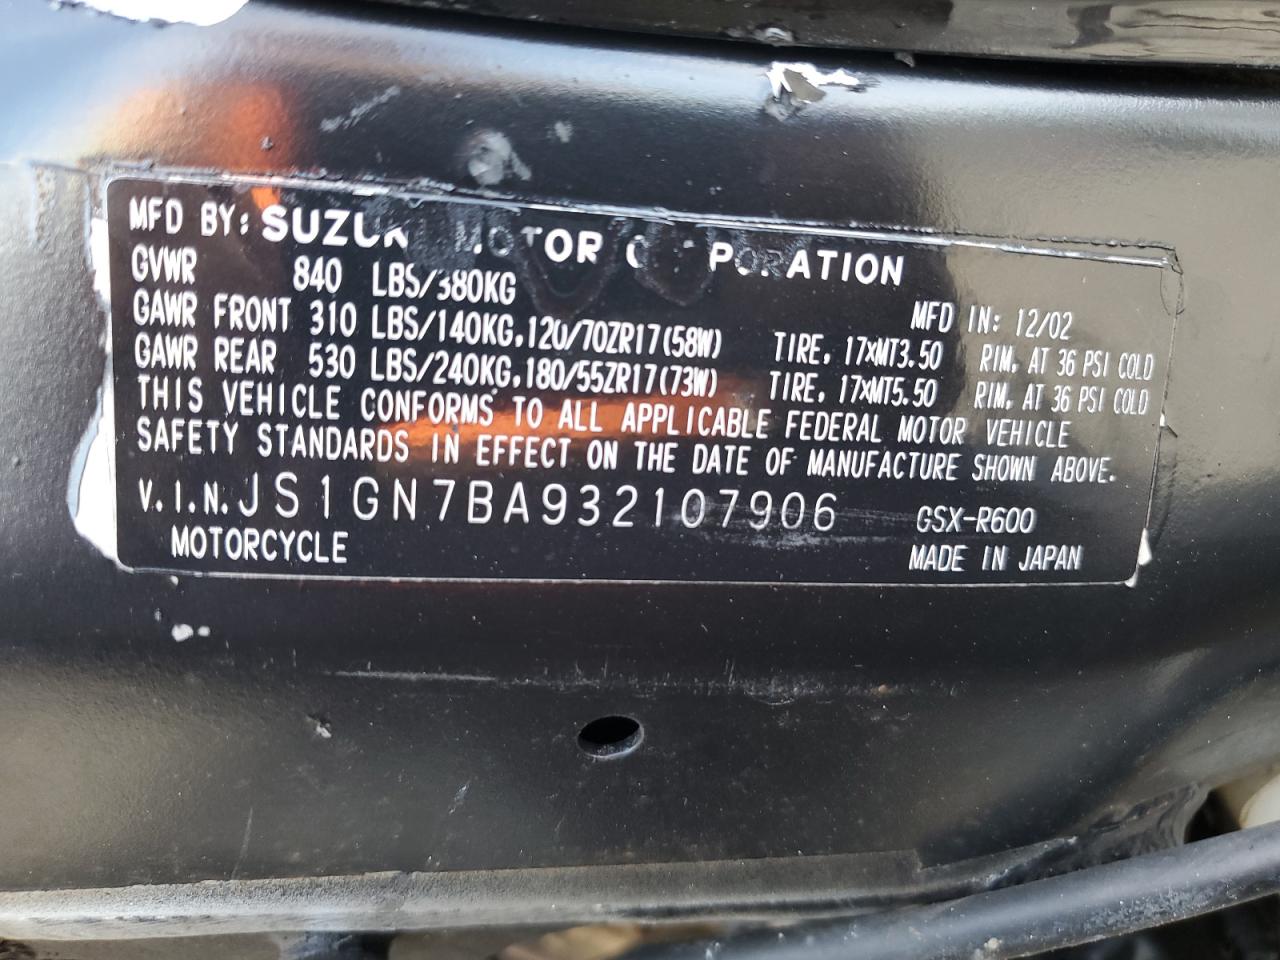 MFD BY: SUZUKI MOTOR CORPORATION
GVWR 840 LBS/380KG MFD IN: 12/02
GAWR FRONT 310 LBS/140KG,120/70ZR17(58W) TIRE, 17xMT3.50 RIM, AT 36 PSI COLD
GAWR REAR 530 LBS/240KG,180/55ZR17(73W) TIRE, 17xMT5.50 RIM, AT 36 PSI COLD
THIS VEHICLE CONFORMS TO ALL APPLICABLE FEDERAL MOTOR VEHICLE
SAFETY STANDARDS IN EFFECT ON THE DATE OF MANUFACTURE SHOWN ABOVE.
V.I.N. JS1GN7BA932107906 GSX-R600
MOTORCYCLE MADE IN JAPAN